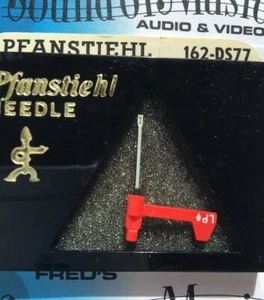 Sound of Music
AUDIO & VIDEO
PFANSTIEHL 162-DS77
Pfanstiehl
NEEDLE
LP
FRED'S